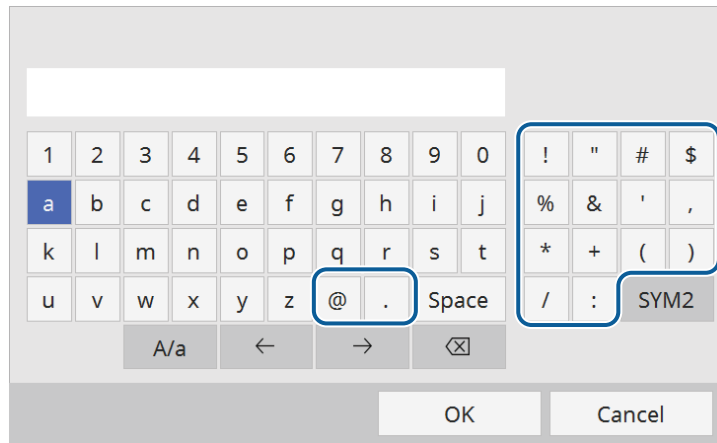 1 2 3 4 5 6 7 8 9 0 ! " # $
a b c d e f g h i j % & ' ,
k l m n o p q r s t * + ( )
u v w x y z @ . Space / : SYM2
A/a ← → ⌫
OK Cancel